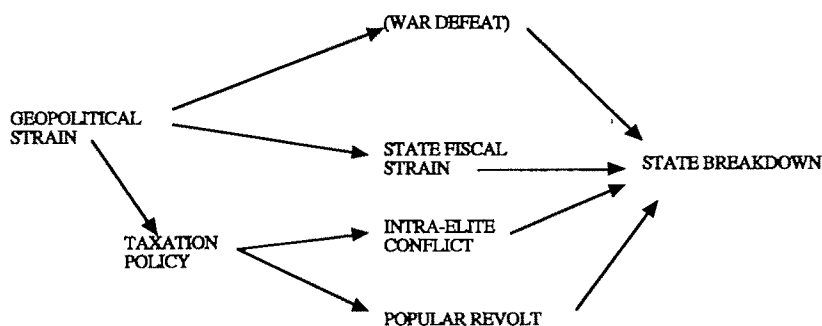 (WAR DEFEAT)
GEOPOLITICAL
STRAIN
STATE FISCAL
STRAIN
STATE BREAKDOWN
TAXATION
POLICY
INTRA-ELITE
CONFLICT
POPULAR REVOLT